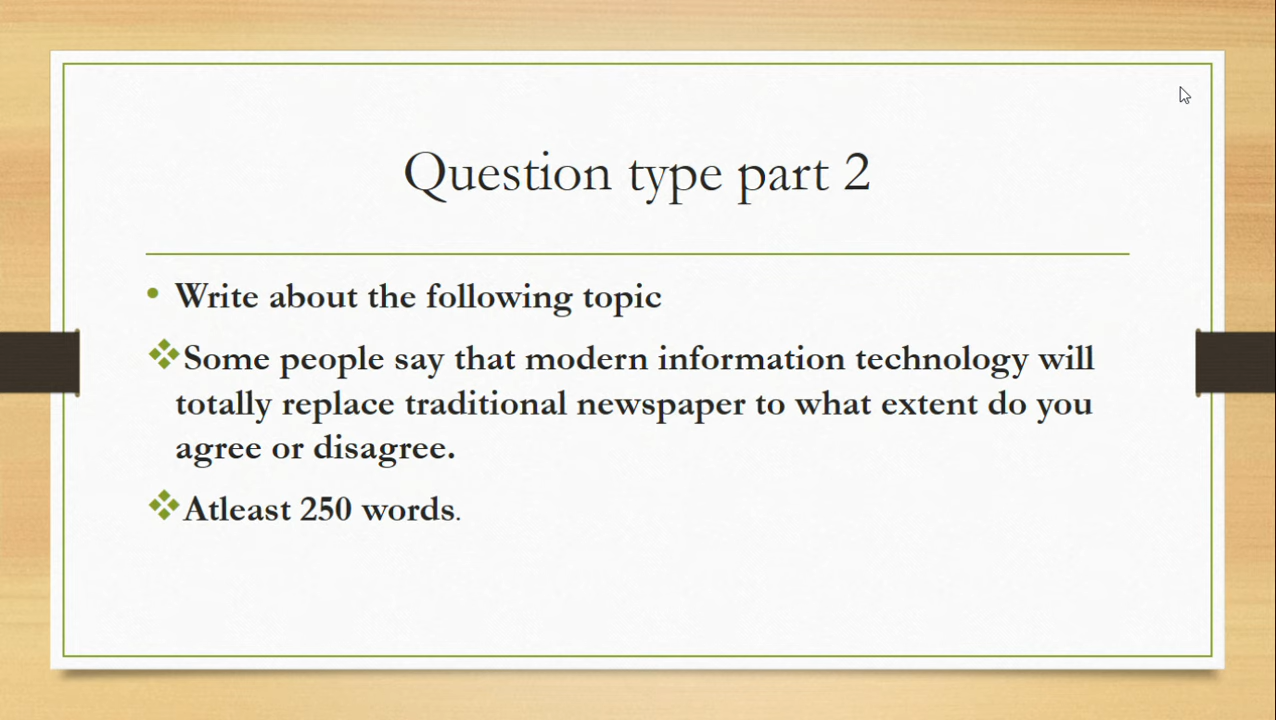 Question type part 2
• Write about the following topic
❖Some people say that modern information technology will
totally replace traditional newspaper to what extent do you
agree or disagree.
❖Atleast 250 words.